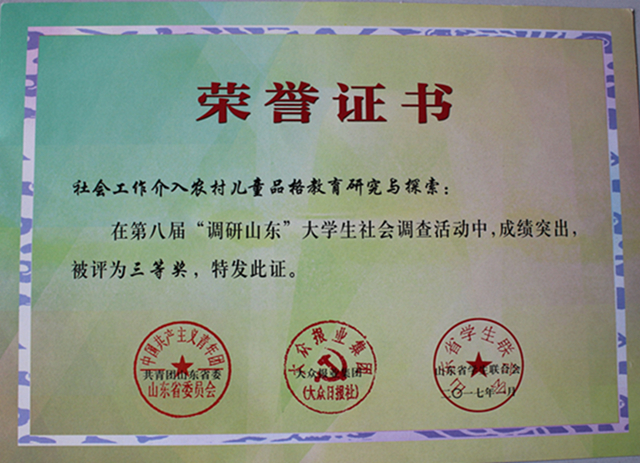 荣誉证书
社会工作介入农村儿童品格教育研究与探索：
在第八届“调研山东”大学生社会调查活动中，成绩突出，
被评为三等奖，特发此证。
中国共产主义青年团
山东省委员会
共青团山东省委
大众报业集团
大众报业集团
（大众日报社）
山东省学生联合会
山东省学生联合会
二〇一七年一月